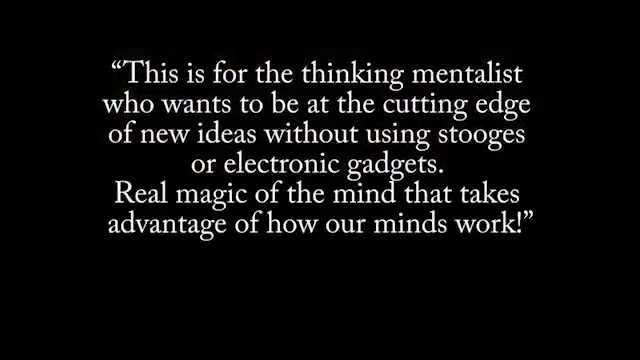 “This is for the thinking mentalist
who wants to be at the cutting edge
of new ideas without using stooges
or electronic gadgets.
Real magic of the mind that takes
advantage of how our minds work!”